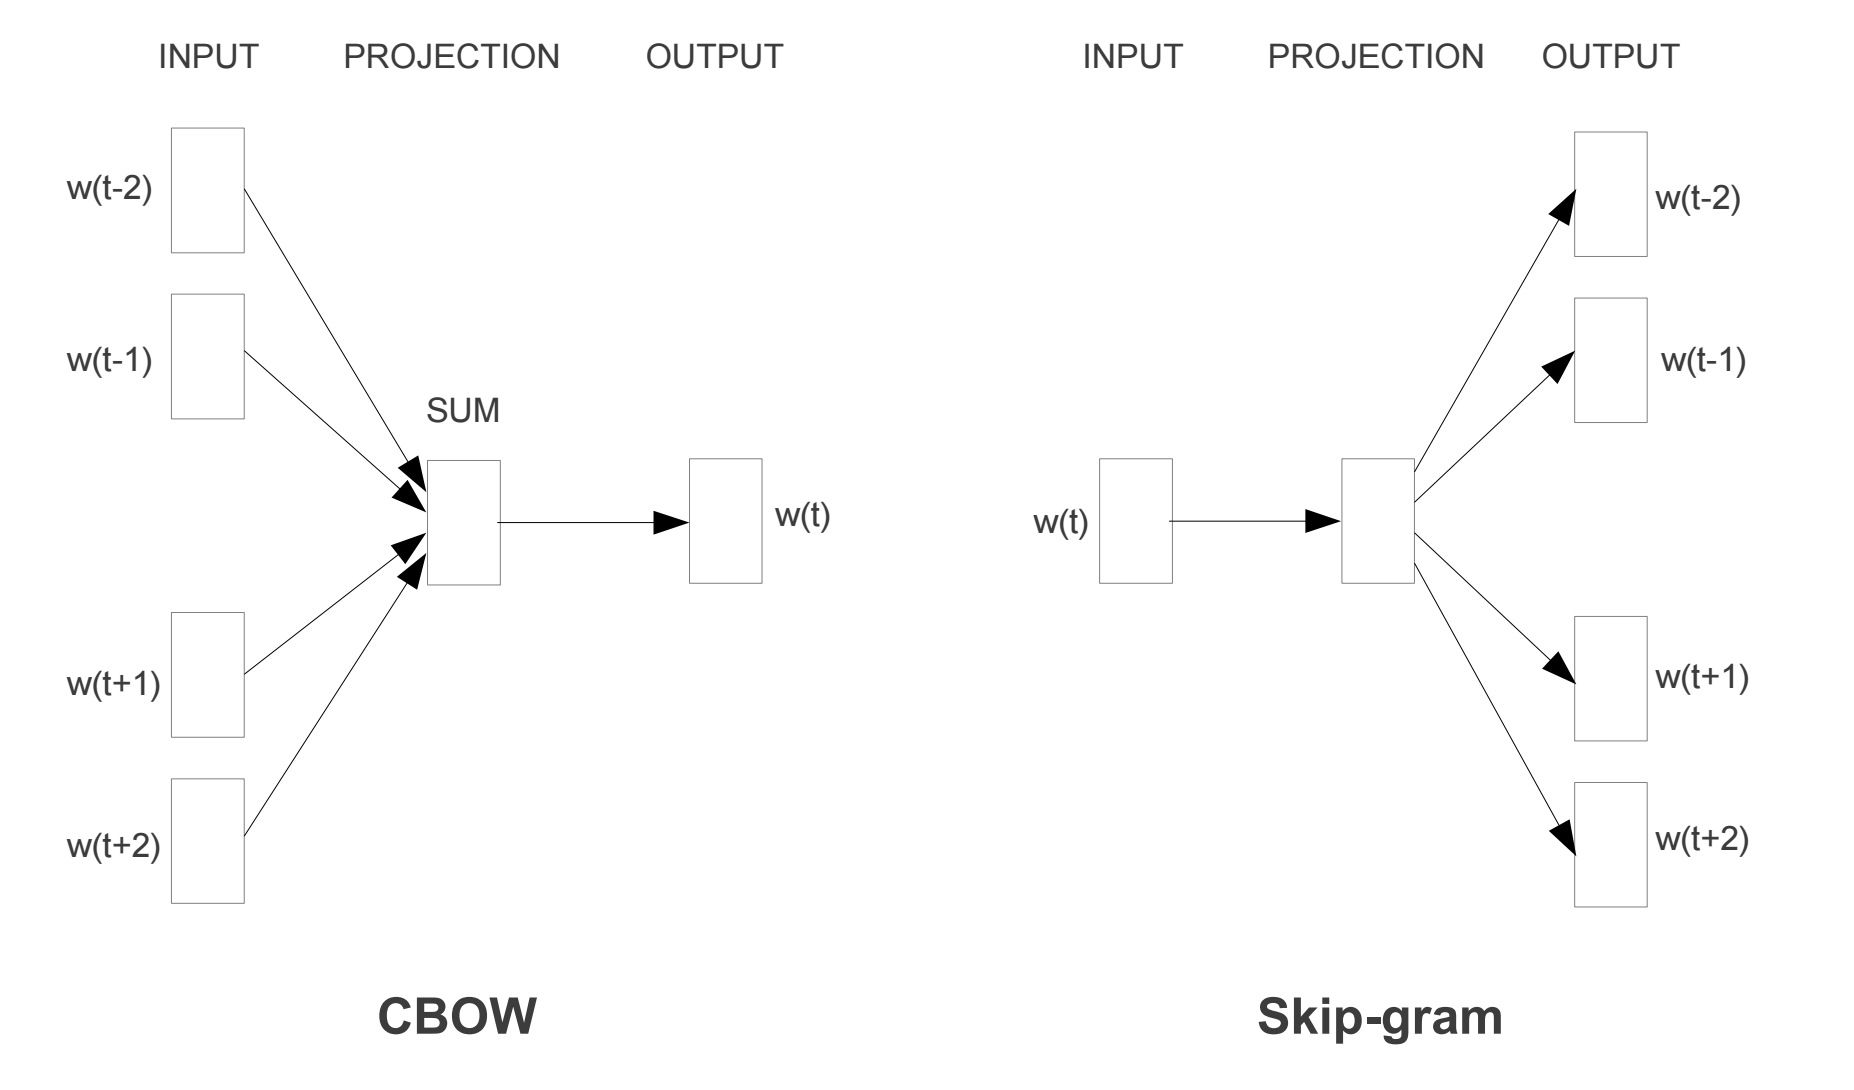 INPUT PROJECTION OUTPUT
w(t-2)
w(t-1)
SUM
w(t)
w(t+1)
w(t+2)
CBOW
INPUT PROJECTION OUTPUT
w(t-2)
w(t-1)
w(t)
w(t+1)
w(t+2)
Skip-gram